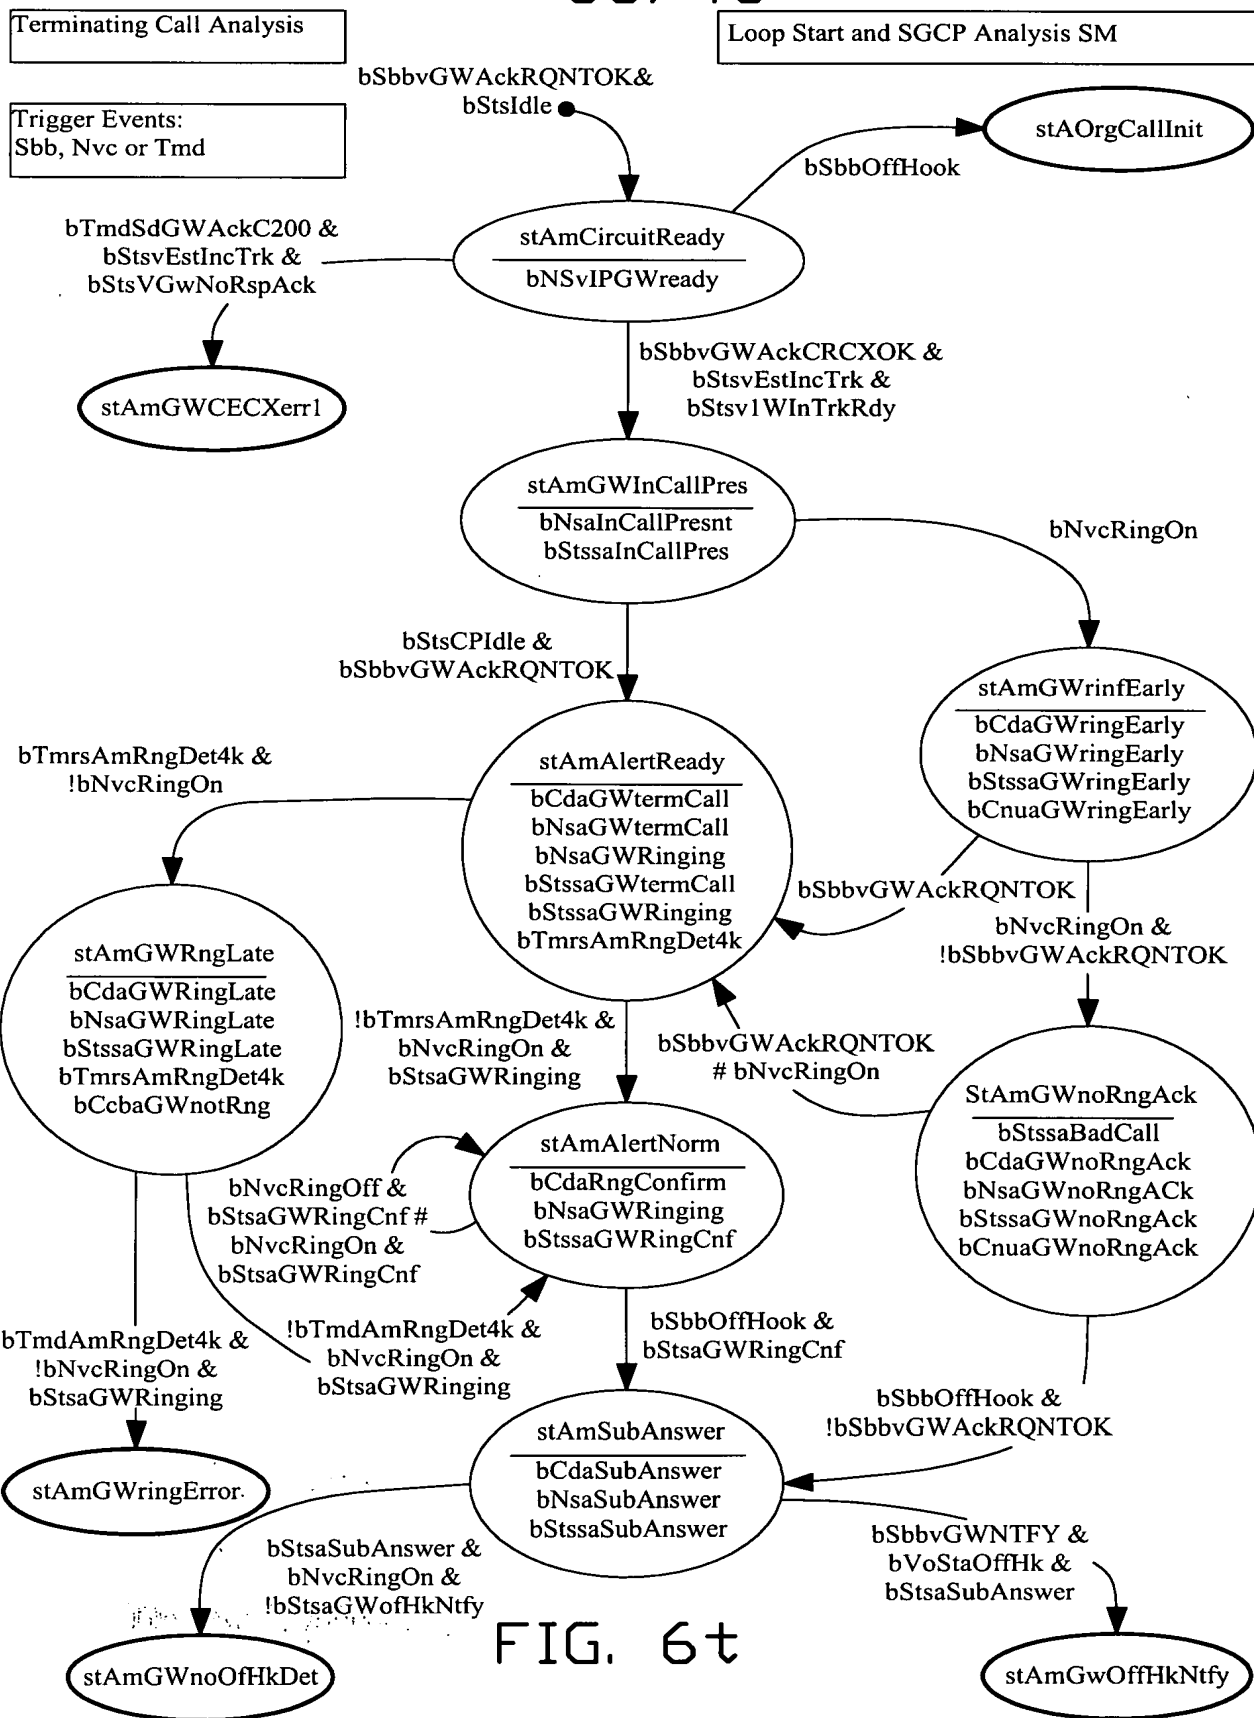 Terminating Call Analysis
Loop Start and SGCP Analysis SM
bSbbvGWAckRQNTOK&
bStsIdle
Trigger Events:
Sbb, Nvc or Tmd
stAOrgCallInit
bSbbOffHook
bTmdSdGWAckC200 &
bStsvEstIncTrk &
bStsVGwNoRspAck
stAmCircuitReady
bNSvIPGWready
bSbbvGWAckCRCXOK &
bStsvEstIncTrk &
bStsv1WInTrkRdy
stAmGWCECXerr1
stAmGWInCallPres
bNsaInCallPresnt
bStssaInCallPres
bNvcRingOn
bStsCPIdle &
bSbbvGWAckRQNTOK
stAmGWrinfEarly
bCdaGWringEarly
bNsaGWringEarly
bStssaGWringEarly
bCnuaGWringEarly
bTmrsAmRngDet4k &
!bNvcRingOn
stAmAlertReady
bCdaGWtermCall
bNsaGWtermCall
bNsaGWRinging
bStssaGWtermCall
bStssaGWRinging
bTmrsAmRngDet4k
bSbbvGWAckRQNTOK
bNvcRingOn &
!bSbbvGWAckRQNTOK
stAmGWRngLate
bCdaGWRingLate
bNsaGWRingLate
bStssaGWRingLate
bTmrsAmRngDet4k
bCcbaGWnotRng
!bTmrsAmRngDet4k &
bNvcRingOn &
bStsaGWRinging
bSbbvGWAckRQNTOK
# bNvcRingOn
StAmGWnoRngAck
bStssaBadCall
bCdaGWnoRngAck
bNsaGWnoRngACk
bStssaGWnoRngAck
bCnuaGWnoRngAck
stAmAlertNorm
bCdaRngConfirm
bNsaGWRinging
bStssaGWRingCnf
bNvcRingOff &
bStsaGWRingCnf #
bNvcRingOn &
bStsaGWRingCnf
bTmdAmRngDet4k &
!bNvcRingOn &
bStsaGWRinging
!bTmdAmRngDet4k &
bNvcRingOn &
bStsaGWRinging
bSbbOffHook &
bStsaGWRingCnf
bSbbOffHook &
!bSbbvGWAckRQNTOK
stAmSubAnswer
bCdaSubAnswer
bNsaSubAnswer
bStssaSubAnswer
stAmGWringError
bStsaSubAnswer &
bNvcRingOn &
!bStsaGWofHkNtfy
bSbbvGWNTFY &
bVoStaOffHk &
bStsaSubAnswer
FIG. 6t
stAmGWnoOfHkDet
stAmGwOffHkNtfy